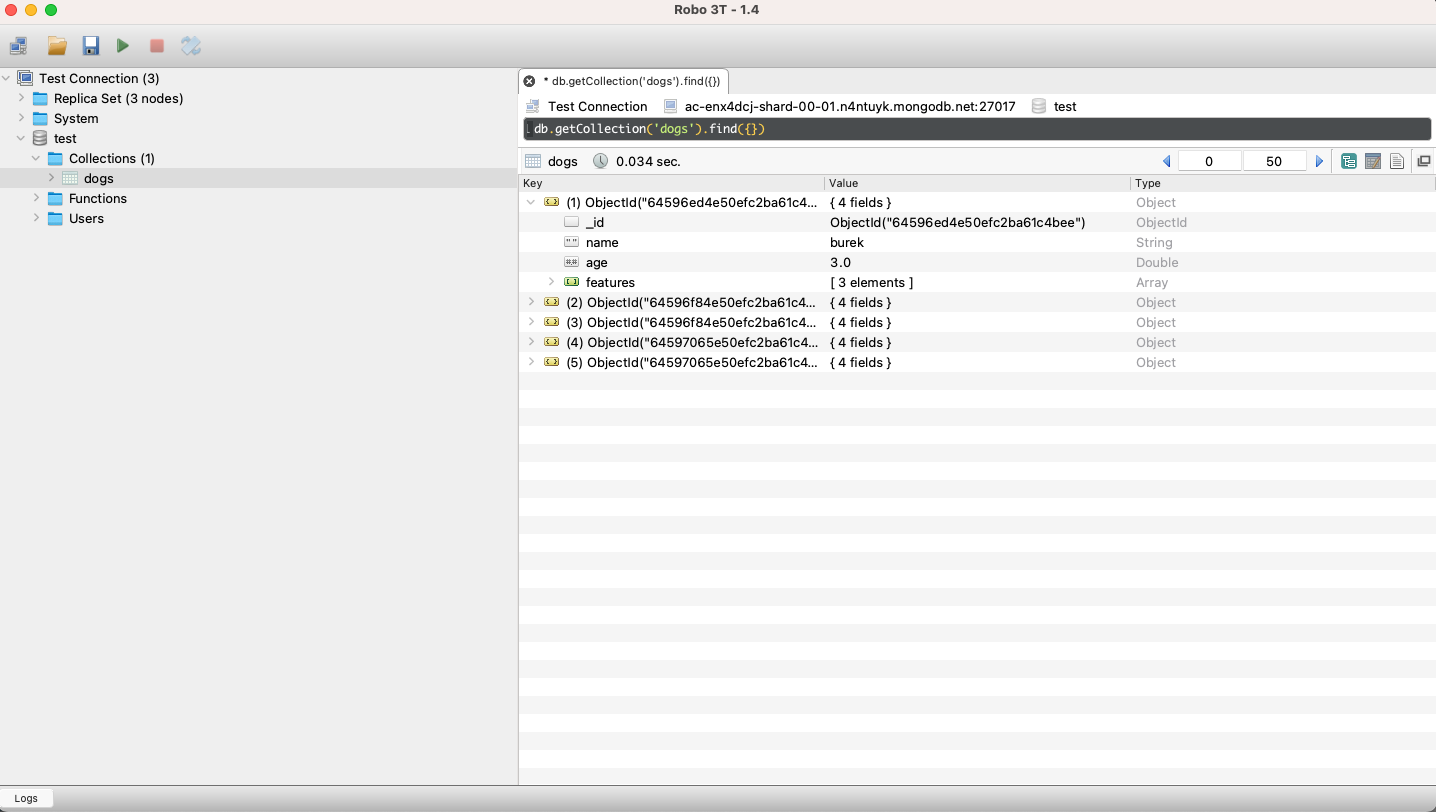 Robo 3T - 1.4
Test Connection (3)
Replica Set (3 nodes)
System
test
Collections (1)
dogs
Functions
Users
* db.getCollection('dogs').find({})
Test Connection ac-enx4dcj-shard-00-01.n4ntuyk.mongodb.net:27017 test
db.getCollection('dogs').find({})
dogs 0.034 sec. 0 50
Key Value Type
(1) ObjectId("64596ed4e50efc2ba61c4... { 4 fields } Object
_id ObjectId("64596ed4e50efc2ba61c4bee") ObjectId
name burek String
age 3.0 Double
features [ 3 elements ] Array
(2) ObjectId("64596f84e50efc2ba61c4... { 4 fields } Object
(3) ObjectId("64596f84e50efc2ba61c4... { 4 fields } Object
(4) ObjectId("64597065e50efc2ba61c4... { 4 fields } Object
(5) ObjectId("64597065e50efc2ba61c4... { 4 fields } Object
Logs